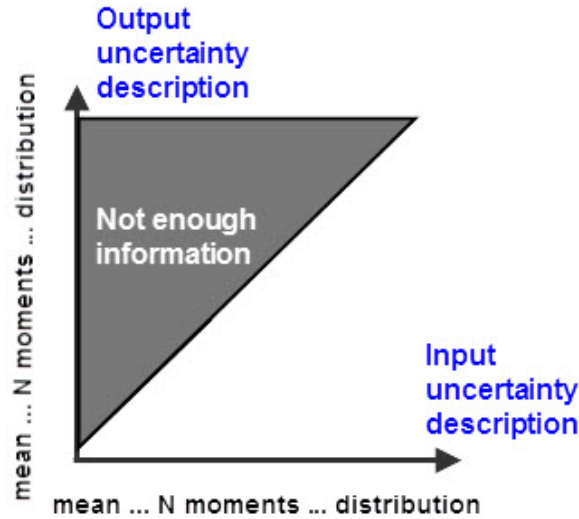 Output
uncertainty
description
mean ... N moments ... distribution
Not enough
information
Input
uncertainty
description
mean ... N moments ... distribution